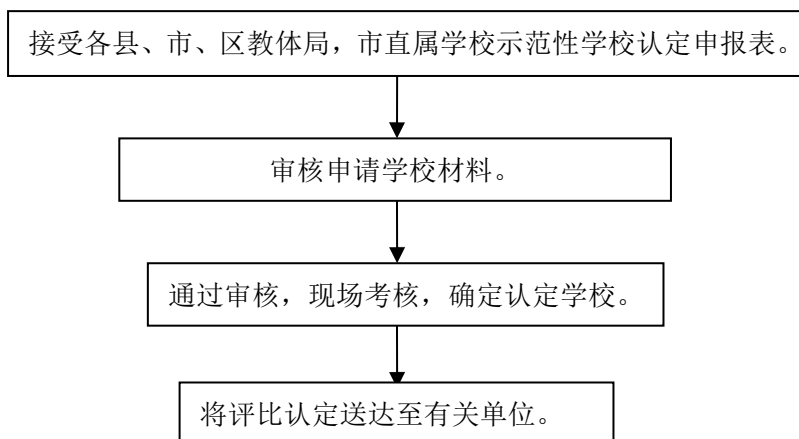 接受各县、市、区教体局，市直属学校示范性学校认定申报表。
审核申请学校材料。
通过审核，现场考核，确定认定学校。
将评比认定送达至有关单位。